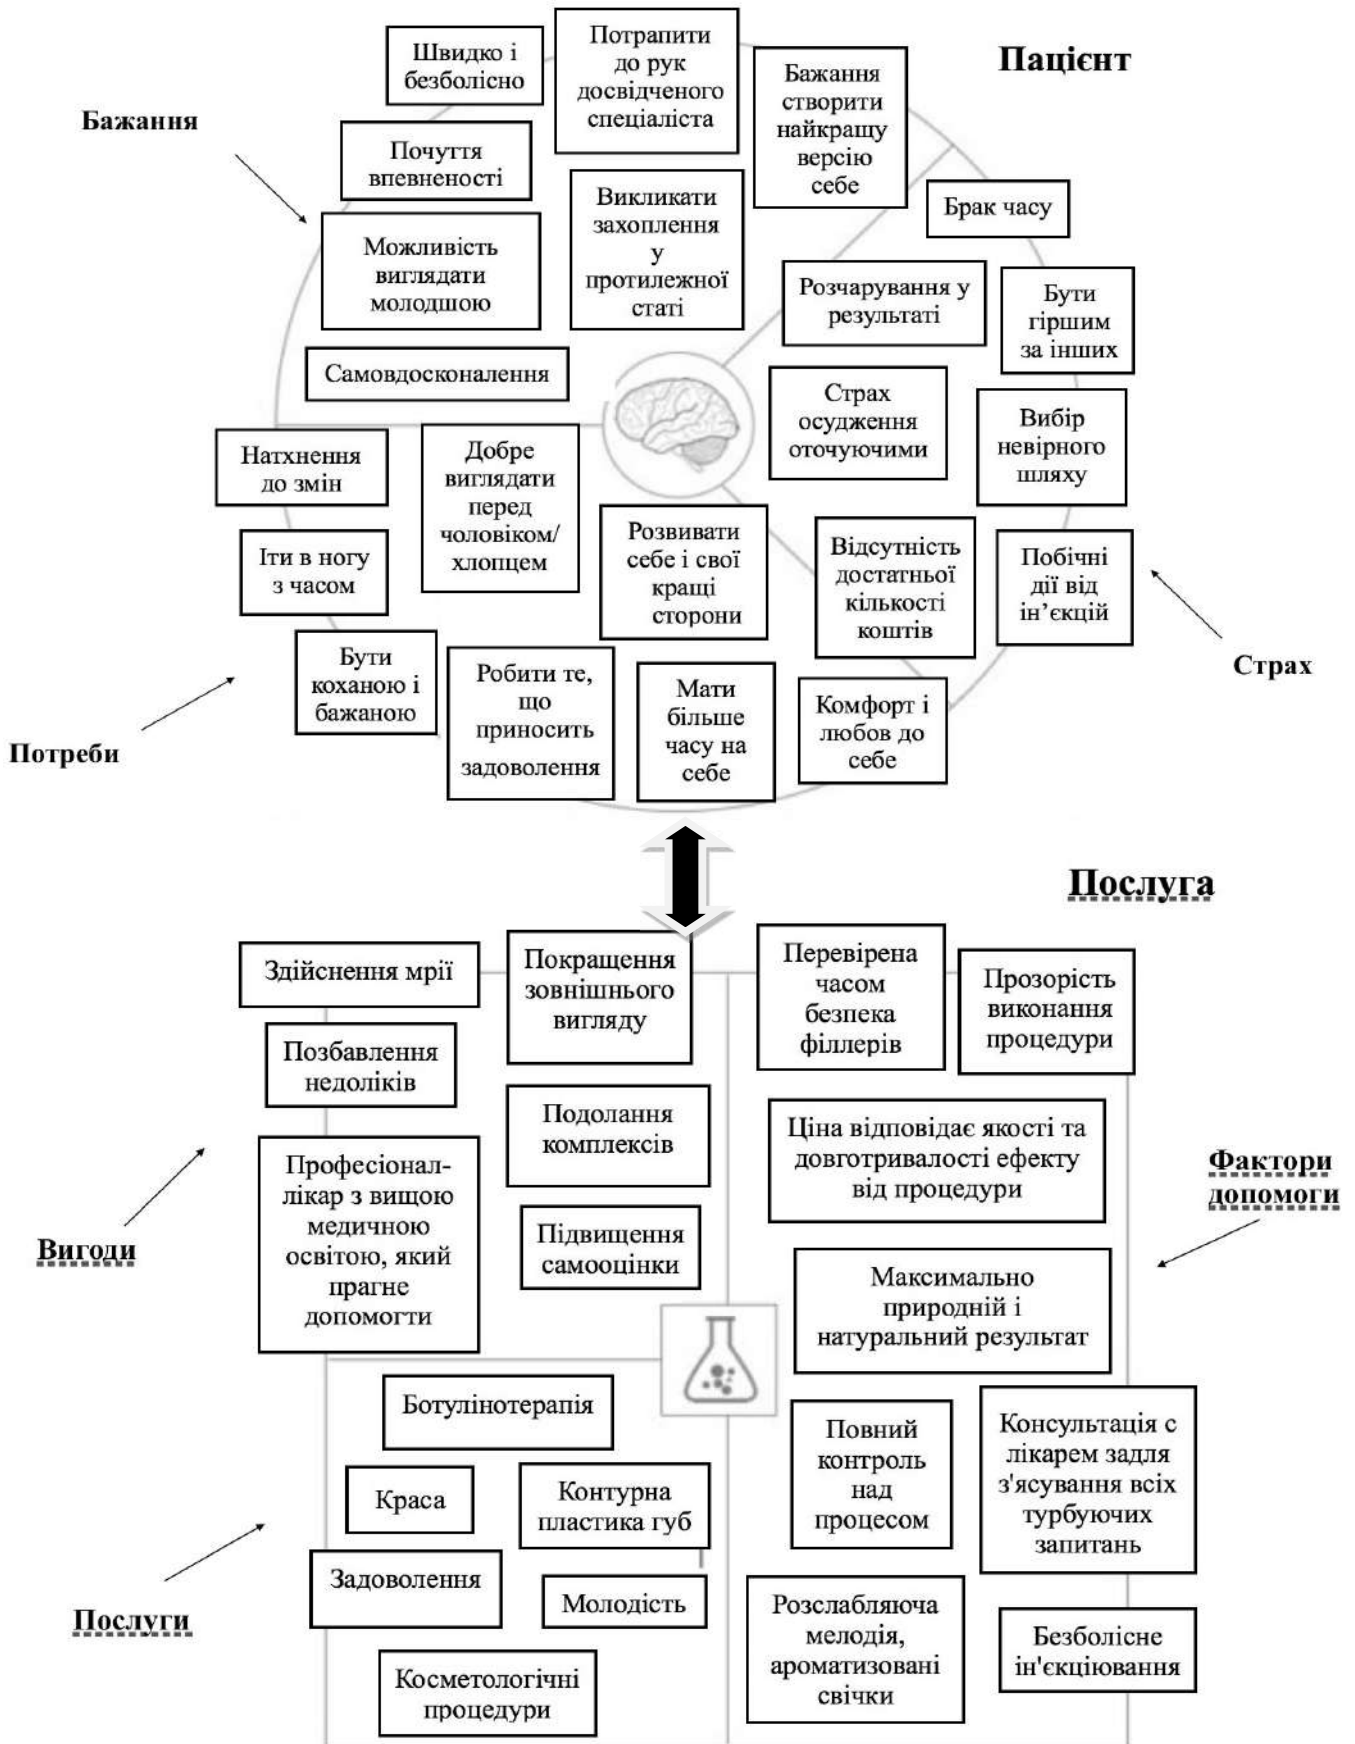 Пацієнт
Бажання
Швидко і
безболісно
Потрапити
до рук
досвідченого
спеціаліста
Бажання
створити
найкращу
версію
себе
Почуття
впевненості
Викликати
захоплення
у
протилежної
статі
Можливість
виглядати
молодшою
Самовдосконалення
Брак часу
Розчарування у
результаті
Бути
гіршим
за інших
Страх
осудження
оточуючими
Вибір
невірного
шляху
Відсутність
достатньої
кількості
коштів
Побічні
дії від
ін’єкцій
Страх
Натхнення
до змін
Добре
виглядати
перед
чоловіком/
хлопцем
Розвивати
себе і свої
кращі
сторони
Іти в ногу
з часом
Бути
коханою і
бажаною
Робити те,
що
приносить
задоволення
Мати
більше
часу на
себе
Комфорт і
любов до
себе
Потреби
Послуга
Здійснення мрії
Покращення
зовнішнього
вигляду
Позбавлення
недоліків
Подолання
комплексів
Професіонал-
лікар з вищою
медичною
освітою, який
прагне
допомогти
Підвищення
самооцінки
Вигоди
Перевірена
часом
безпека
філлерів
Прозорість
виконання
процедури
Ціна відповідає якості та
довготривалості ефекту
від процедури
Максимально
природній і
натуральний результат
Фактори
допомоги
Повний
контроль
над
процесом
Консультація с
лікарем задля
з'ясування всіх
турбуючих
запитань
Розслабляюча
мелодія,
ароматизовані
свічки
Безболісне
ін'єкціювання
Ботулінотерапія
Краса
Контурна
пластика губ
Задоволення
Молодість
Косметологічні
процедури
Послуги